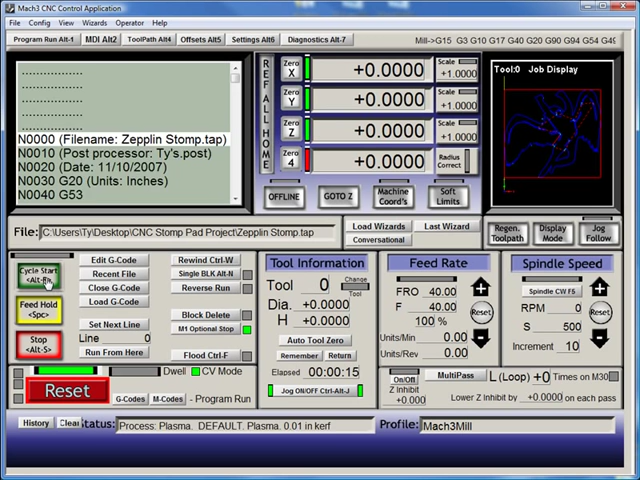 Mach3 CNC Control Application
File Config View Wizards Operator Help
Program Run Alt-1 MDI Alt2 ToolPath Alt4 Offsets Alt5 Settings Alt6 Diagnostics Alt-7 Mill->G15 G3 G10 G17 G40 G20 G90 G94 G54 G49
N0000 (Filename: Zepplin Stomp.tap)
N0010 (Post processor: Ty's.post)
N0020 (Date: 11/10/2007)
N0030 G20 (Units: Inches)
N0040 G53
REF ALL HOME
Zero X +0.0000 Scale +1.0000
Zero Y +0.0000 Scale +1.0000
Zero Z +0.0000 Scale +1.0000
Zero 4 +0.0000 Radius Correct
OFFLINE GOTO Z Machine Coord's Soft Limits
Tool:0 Job Display
File: C:\Users\Ty\Desktop\CNC Stomp Pad Project\Zepplin Stomp.tap
Load Wizards Last Wizard
Conversational
Regen. Toolpath Display Mode Jog Follow
Cycle Start
Feed Hold <Spc>
Stop <Alt-S>
Edit G-Code Rewind Ctrl-W
Recent File Single BLK Alt-N
Close G-Code Reverse Run
Load G-Code
Block Delete
Set Next Line M1 Optional Stop
Line 0
Run From Here Flood Ctrl-F
Dwell CV Mode
Reset
G-Codes M-Codes - Program Run
Tool Information
Tool 0 Change Tool
Dia. +0.0000
H +0.0000
Auto Tool Zero
Remember Return
Elapsed 00:00:15
Jog ON/OFF Ctrl-Alt-J
Feed Rate
FRO 40.00
F 40.00
100 % Reset
Units/Min 0.00
Units/Rev 0.00
Spindle Speed
Spindle CW F5
RPM 0
S 500 Reset
Increment 10
On/Off
Z Inhibit
+0.000
MultiPass L (Loop) +0 Times on M30
Lower Z Inhibit by +0.0000 on each pass
History Clear Status: Process: Plasma, DEFAULT, Plasma, 0.01 in kerf Profile: Mach3Mill